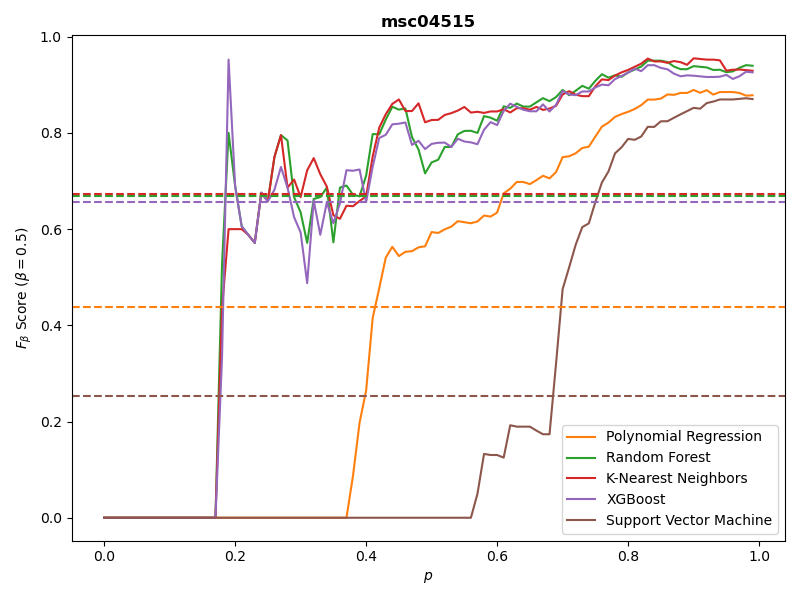 msc04515
1.0
0.8
0.6
0.4
0.2
0.0
F_β Score (β = 0.5)
0.0 0.2 0.4 0.6 0.8 1.0
p
Polynomial Regression
Random Forest
K-Nearest Neighbors
XGBoost
Support Vector Machine